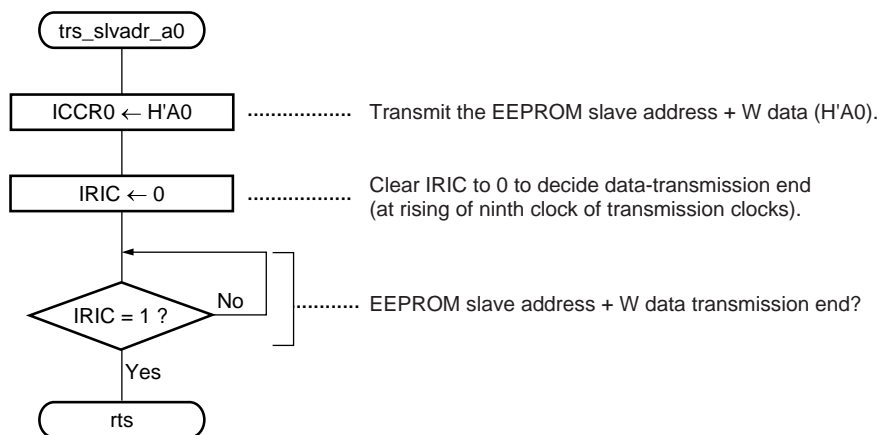 trs_slvadr_a0
ICCR0 ← H'A0
Transmit the EEPROM slave address + W data (H'A0).
IRIC ← 0
Clear IRIC to 0 to decide data-transmission end
(at rising of ninth clock of transmission clocks).
No
IRIC = 1 ?
EEPROM slave address + W data transmission end?
Yes
rts